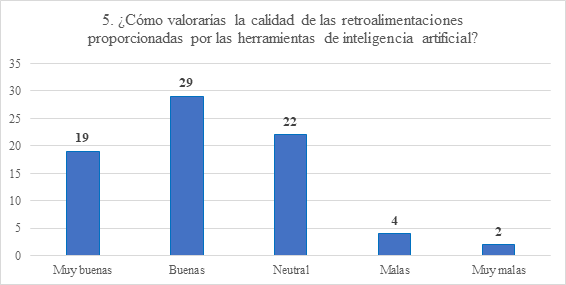 5. ¿Cómo valorarías la calidad de las retroalimentaciones
proporcionadas por las herramientas de inteligencia artificial?
35
30
25
20
15
10
5
0
19
29
22
4
2
Muy buenas
Buenas
Neutral
Malas
Muy malas